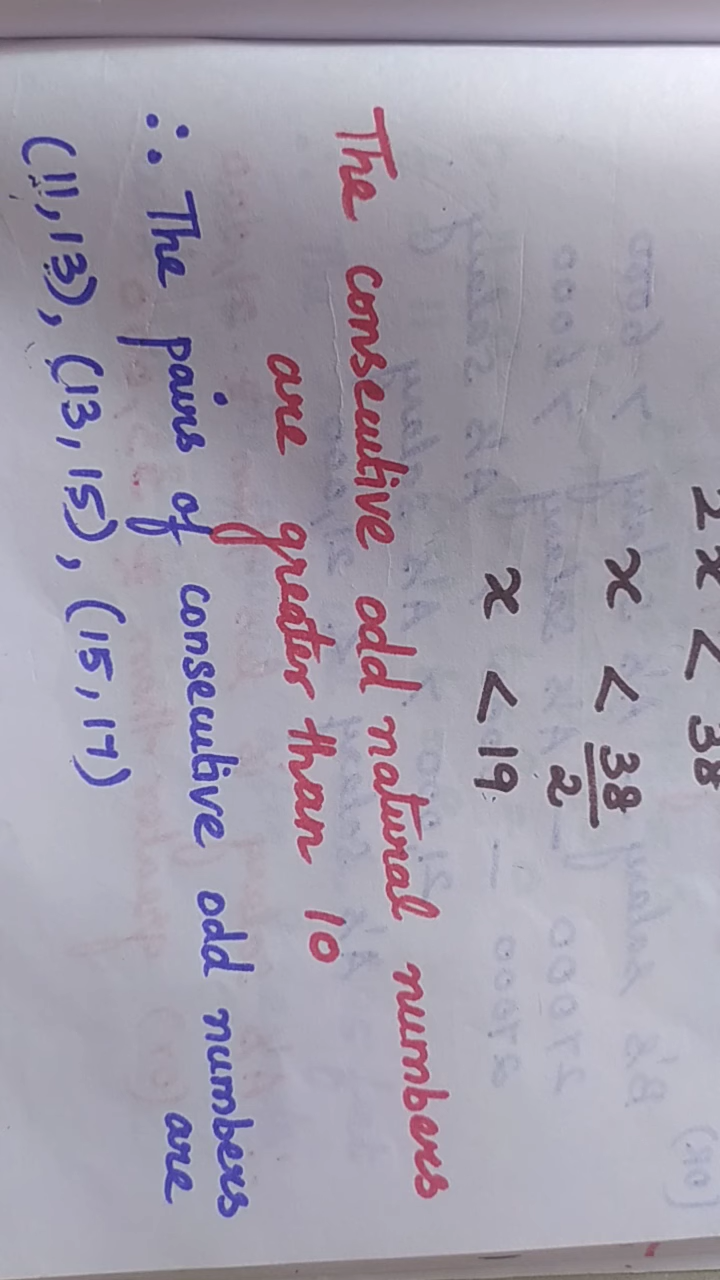 2x < 38
x < 38/2
x < 19
The consecutive odd natural numbers
are greater than 10
∴ The pairs of consecutive odd numbers are
(11, 13), (13, 15), (15, 17)